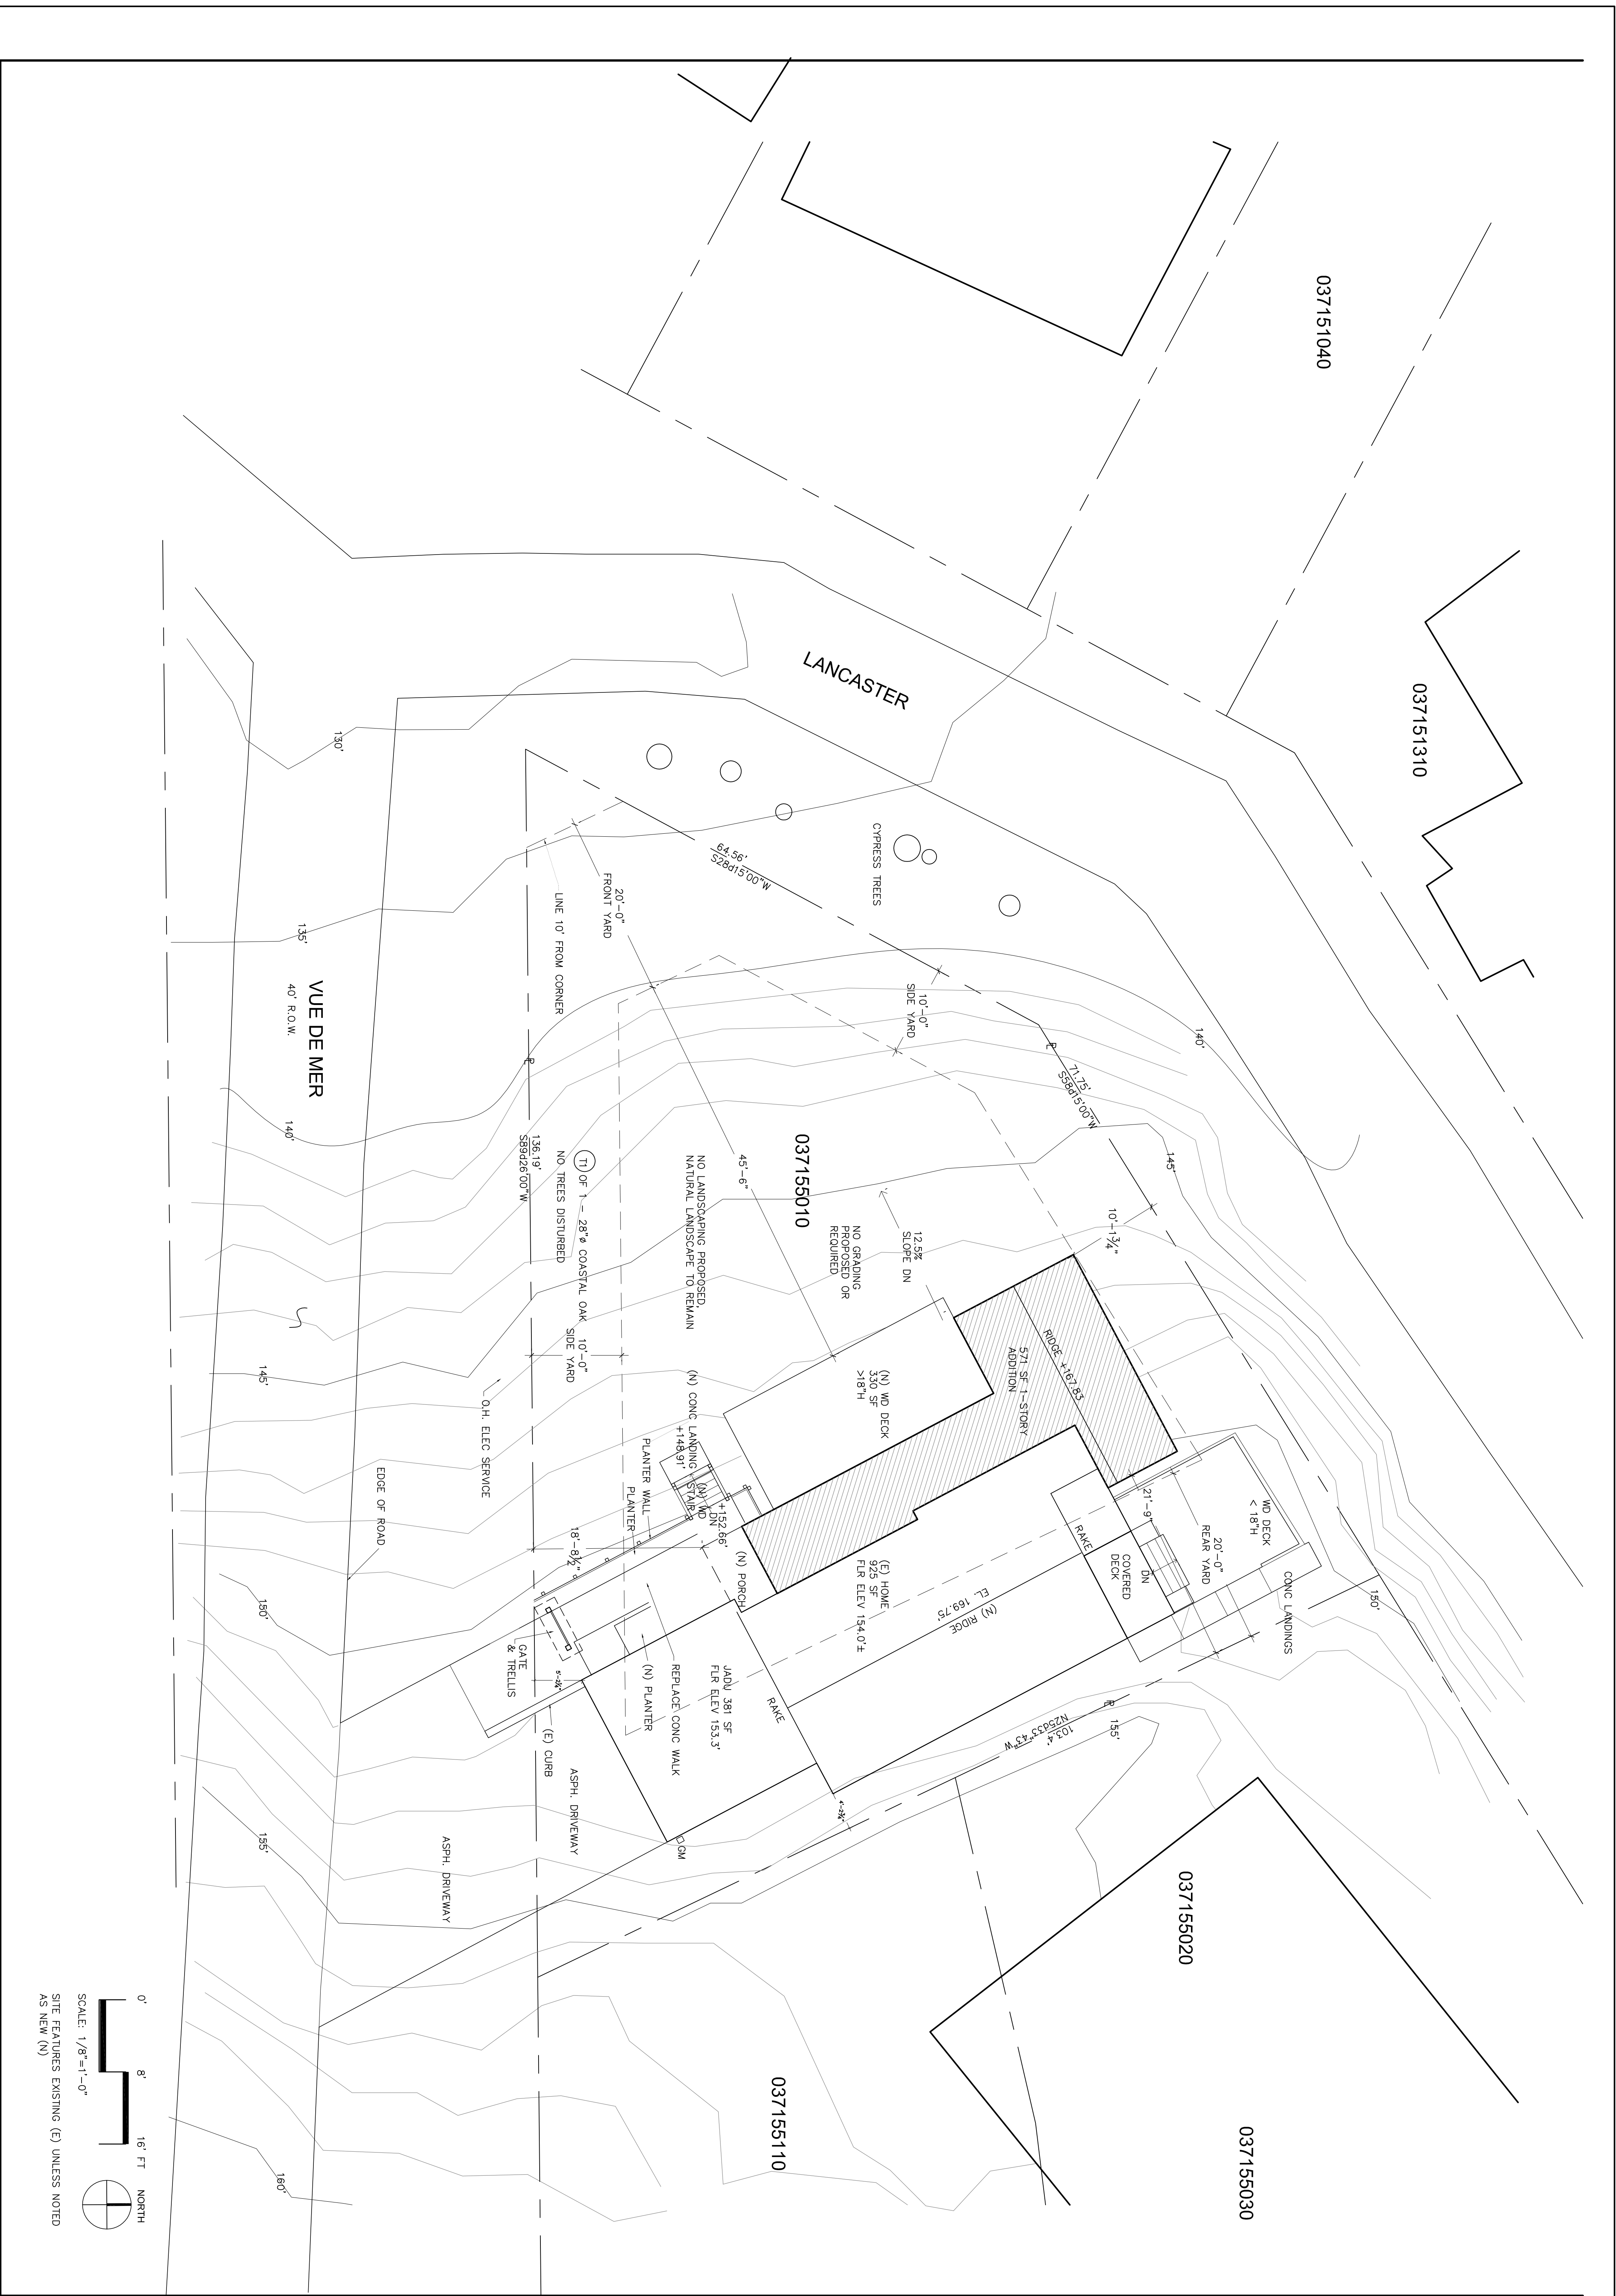 037151040
037151310
LANCASTER
CYPRESS TREES
64.56'
S28d15'00"W
20'-0"
FRONT YARD
LINE 10' FROM CORNER
130'
135'
VUE DE MER
40' R.O.W.
140'
10'-0"
SIDE YARD
140'
PL
71.75'
S58d15'00"W
145'
10'-1 3/4"
PL
136.19'
S89d26'00"W
T1 OF 1 - 28"ø COASTAL OAK
NO TREES DISTURBED
NO LANDSCAPING PROPOSED,
NATURAL LANDSCAPE TO REMAIN
45'-6"
037155010
12.5%
SLOPE DN
NO GRADING
PROPOSED OR
REQUIRED
10'-0"
SIDE YARD
145'
O.H. ELEC SERVICE
EDGE OF ROAD
RIDGE +167.83
571 SF 1-STORY
ADDITION
(N) WD DECK
330 SF
>18"H
(N) CONC LANDING
+148.91'
(N) WD
STAIR
DN
+152.66'
PLANTER WALL
PLANTER
18'-8 1/2"
(N) PORCH
WD DECK
< 18"H
20'-0"
REAR YARD
21'-9"
DN
COVERED
DECK
CONC LANDINGS
150'
RAKE
(E) HOME
925 SF
FLR ELEV 154.0'±
(N) RIDGE
EL. 169.75'
RAKE
JADU 381 SF
FLR ELEV 153.3'
REPLACE CONC WALK
(N) PLANTER
GATE
& TRELLIS
(E) CURB
ASPH. DRIVEWAY
ASPH. DRIVEWAY
150'
155'
155'
PL
103.4'
N25d33'43"W
GM
037155020
037155030
037155110
160'
0' 8' 16' FT
SCALE: 1/8"=1'-0"
NORTH
SITE FEATURES EXISTING (E) UNLESS NOTED
AS NEW (N)